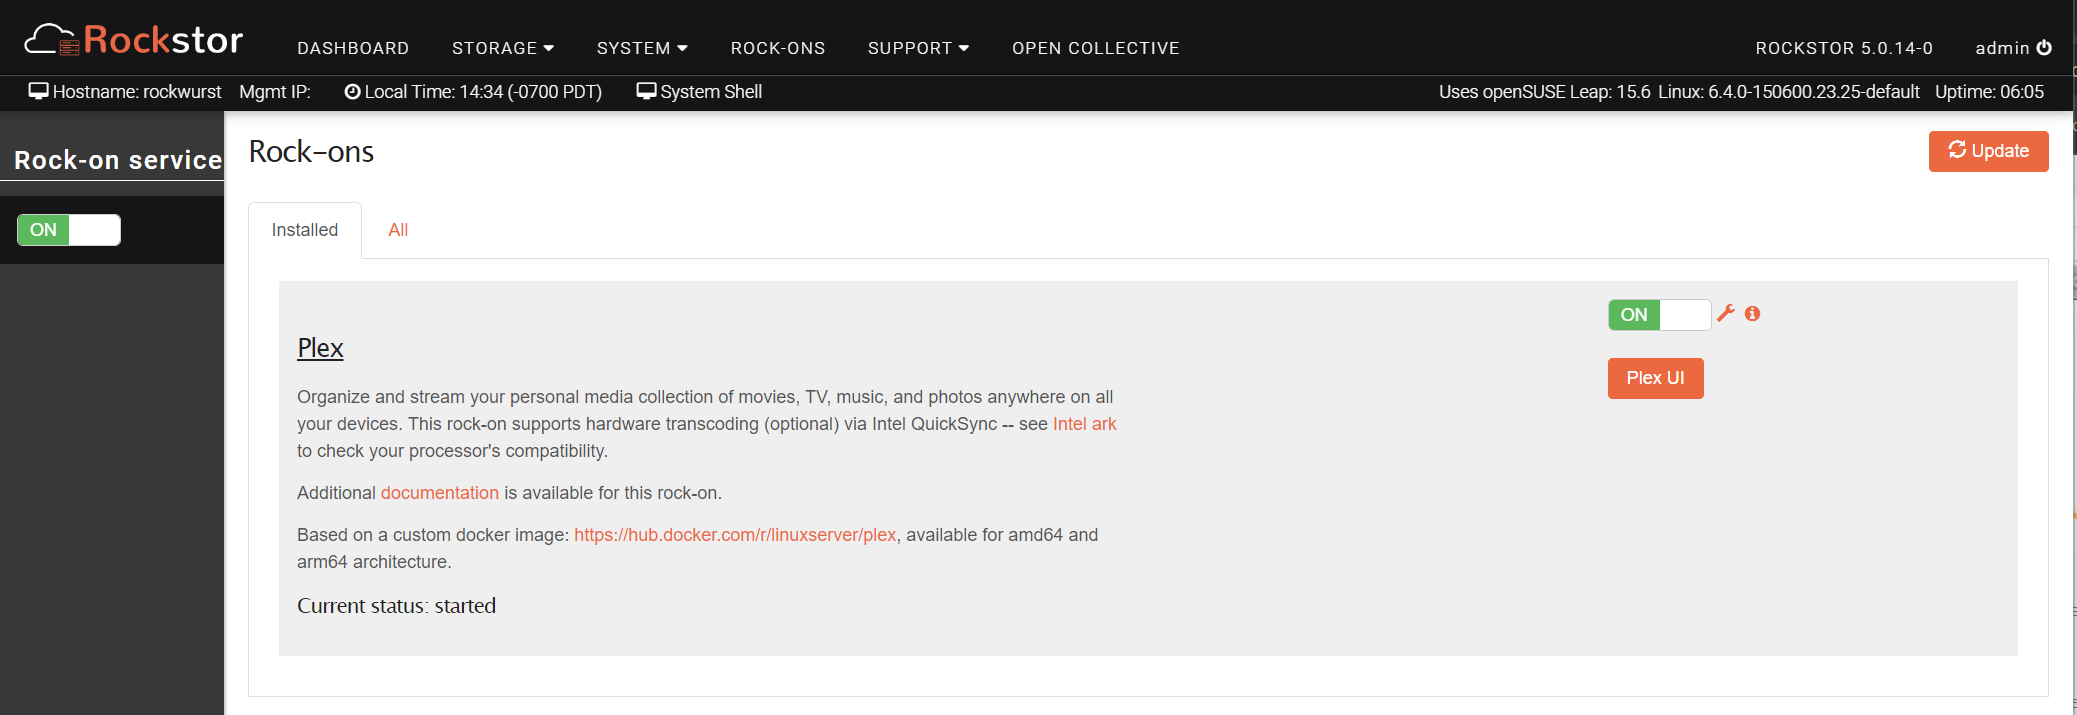 Rockstor DASHBOARD STORAGE SYSTEM ROCK-ONS SUPPORT OPEN COLLECTIVE ROCKSTOR 5.0.14-0 admin
Hostname: rockwurst Mgmt IP: Local Time: 14:34 (-0700 PDT) System Shell Uses openSUSE Leap: 15.6 Linux: 6.4.0-150600.23.25-default Uptime: 06:05
Rock-on service
ON
Rock-ons
Update
Installed All
ON
Plex UI
Plex
Organize and stream your personal media collection of movies, TV, music, and photos anywhere on all
your devices. This rock-on supports hardware transcoding (optional) via Intel QuickSync -- see Intel ark
to check your processor's compatibility.
Additional documentation is available for this rock-on.
Based on a custom docker image: https://hub.docker.com/r/linuxserver/plex, available for amd64 and
arm64 architecture.
Current status: started